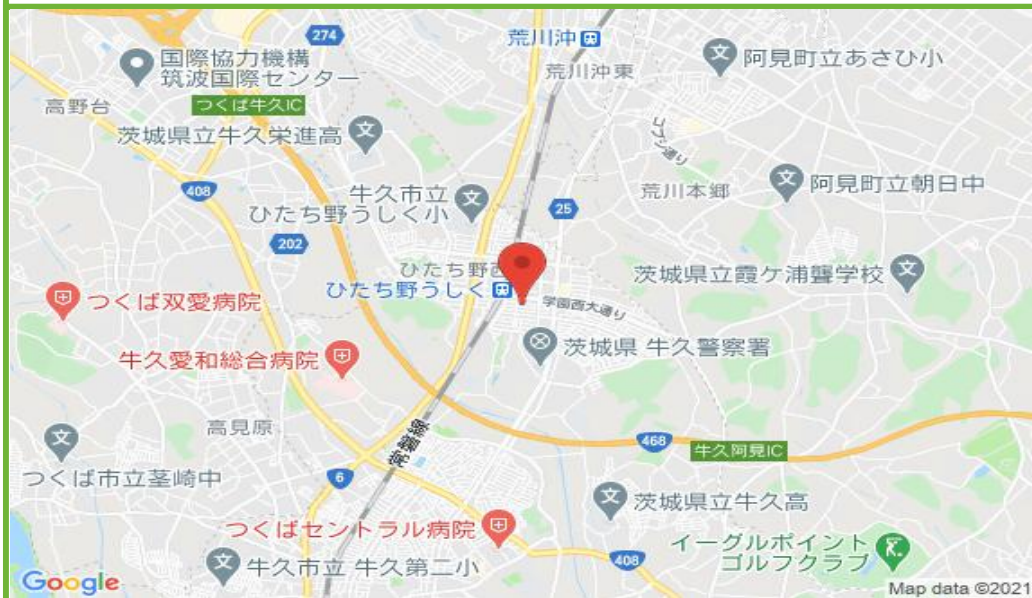 274
荒川沖
国際協力機構
筑波国際センター
阿見町立あさひ小
荒川沖東
高野台
つくば牛久IC
茨城県立牛久栄進高
コブシ通り
408
牛久市立
ひたち野うしく小
荒川本郷
阿見町立朝日中
25
202
ひたち野西
ひたち野うしく
茨城県立霞ケ浦聾学校
つくば双愛病院
学園西大通り
茨城県 牛久警察署
牛久愛和総合病院
高見原
常磐線
468
牛久阿見IC
つくば市立茎崎中
6
茨城県立牛久高
つくばセントラル病院
イーグルポイント
ゴルフクラブ
408
牛久市立 牛久第二小
Google
Map data ©2021